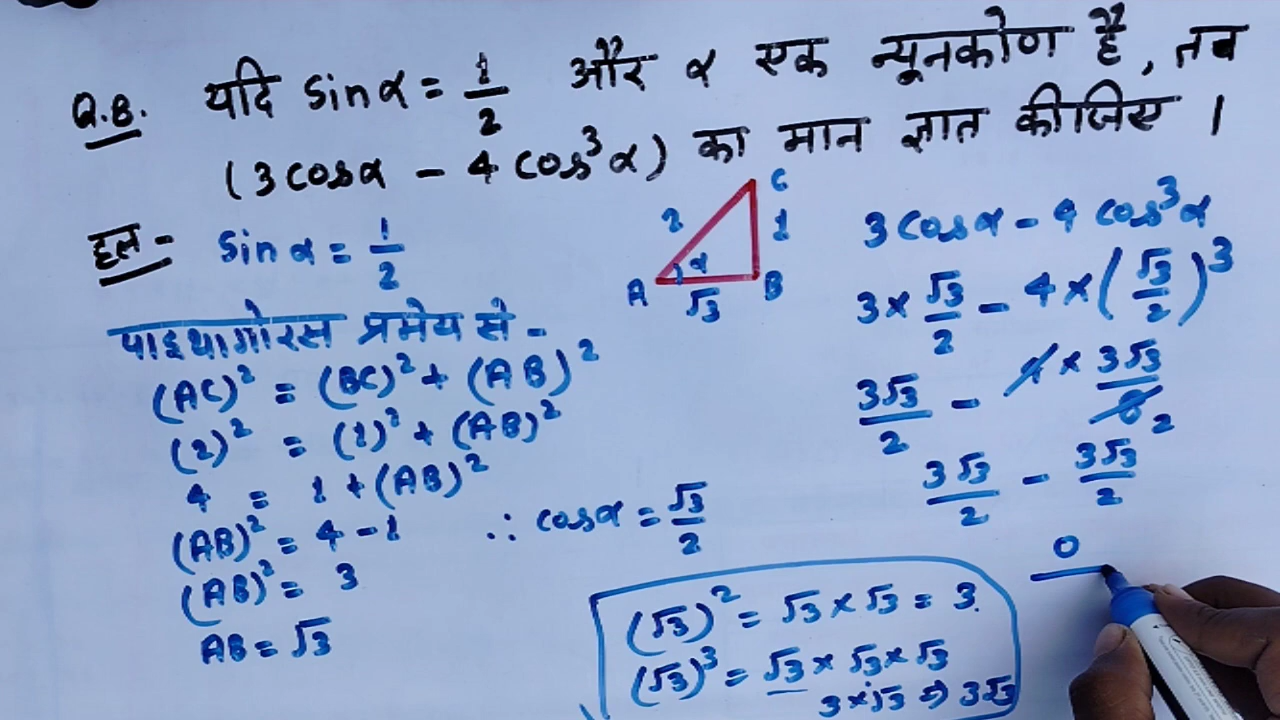 Q.8. यदि sinα = 1/2 और α एक न्यूनकोण है, तब
(3cosα - 4cos³α) का मान ज्ञात कीजिए ।
हल- sinα = 1/2
पाइथागोरस प्रमेय से -
(AC)² = (BC)² + (AB)²
(2)² = (1)² + (AB)²
4 = 1 + (AB)²
(AB)² = 4 - 1
(AB)² = 3
AB = √3
∴ cosα = √3/2
C
2
1
α
A
B
√3
3cosα - 4cos³α
3 × √3/2 - 4 × (√3/2)³
3√3/2 - 4 × 3√3/8 2
3√3/2 - 3√3/2
0
(√3)² = √3 × √3 = 3.
(√3)³ = √3 × √3 × √3
3 × √3 ⇒ 3√3